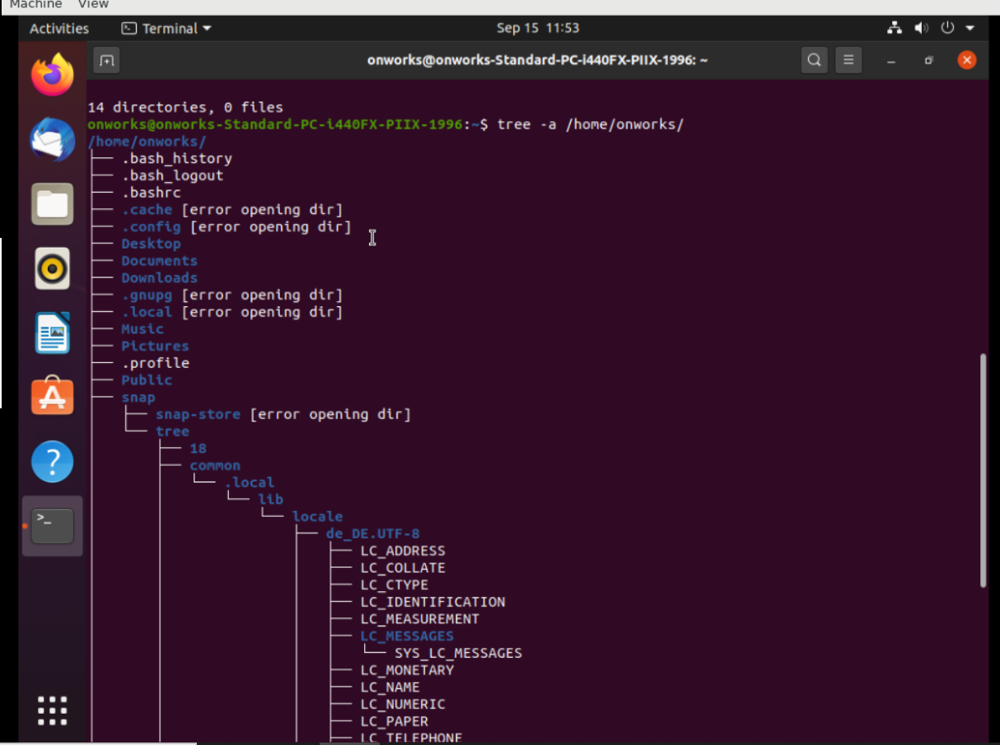 Machine View
Activities Terminal Sep 15 11:53
onworks@onworks-Standard-PC-i440FX-PIIX-1996: ~
14 directories, 0 files
onworks@onworks-Standard-PC-i440FX-PIIX-1996:~$ tree -a /home/onworks/
/home/onworks/
├── .bash_history
├── .bash_logout
├── .bashrc
├── .cache [error opening dir]
├── .config [error opening dir]
├── Desktop
├── Documents
├── Downloads
├── .gnupg [error opening dir]
├── .local [error opening dir]
├── Music
├── Pictures
├── .profile
├── Public
├── snap
│   ├── snap-store [error opening dir]
│   └── tree
│       ├── 18
│       ├── common
│       │   └── .local
│       │       └── lib
│       │           └── locale
│       │               ├── de_DE.UTF-8
│       │               │   ├── LC_ADDRESS
│       │               │   ├── LC_COLLATE
│       │               │   ├── LC_CTYPE
│       │               │   ├── LC_IDENTIFICATION
│       │               │   ├── LC_MEASUREMENT
│       │               │   ├── LC_MESSAGES
│       │               │   │   └── SYS_LC_MESSAGES
│       │               │   ├── LC_MONETARY
│       │               │   ├── LC_NAME
│       │               │   ├── LC_NUMERIC
│       │               │   ├── LC_PAPER
│       │               │   ├── LC_TELEPHONE